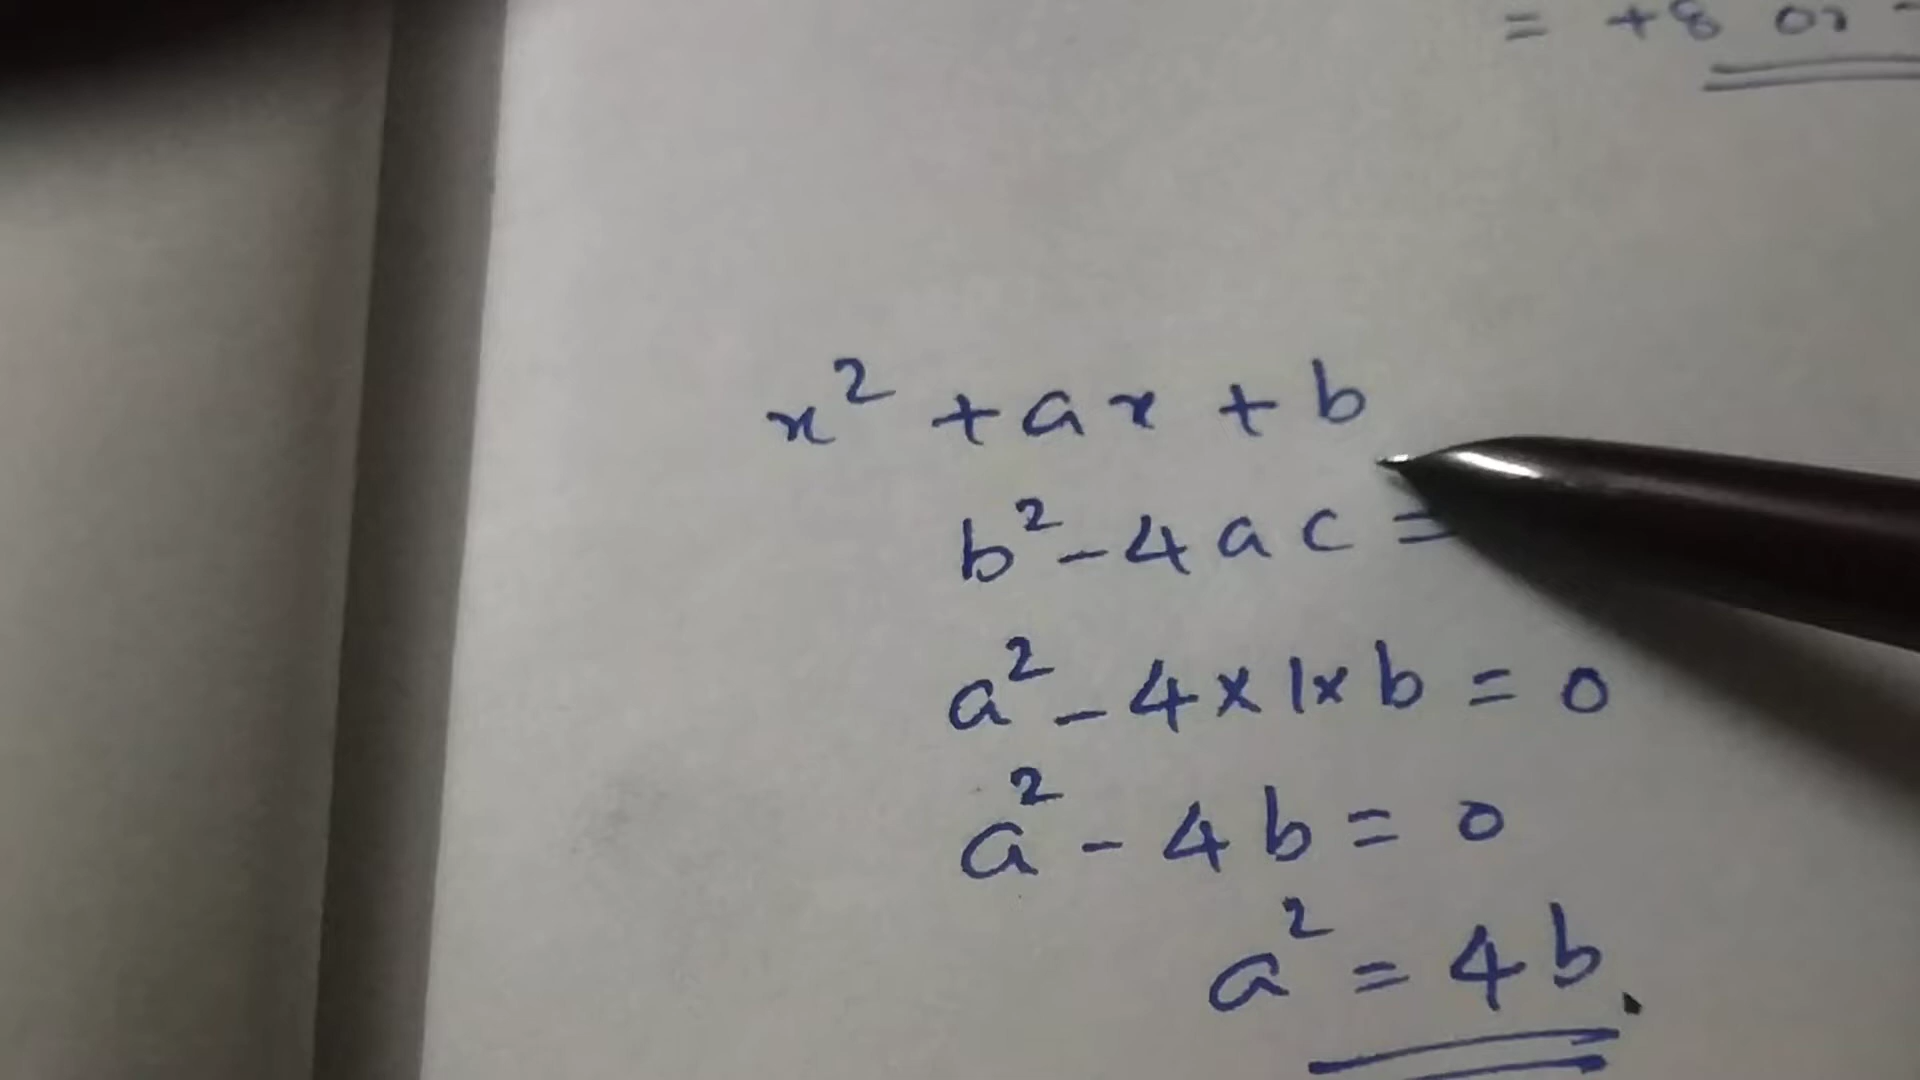 = +8 or -
x² + ax + b
b² - 4ac =
a² - 4 × 1 × b = 0
a² - 4b = 0
a² = 4b.